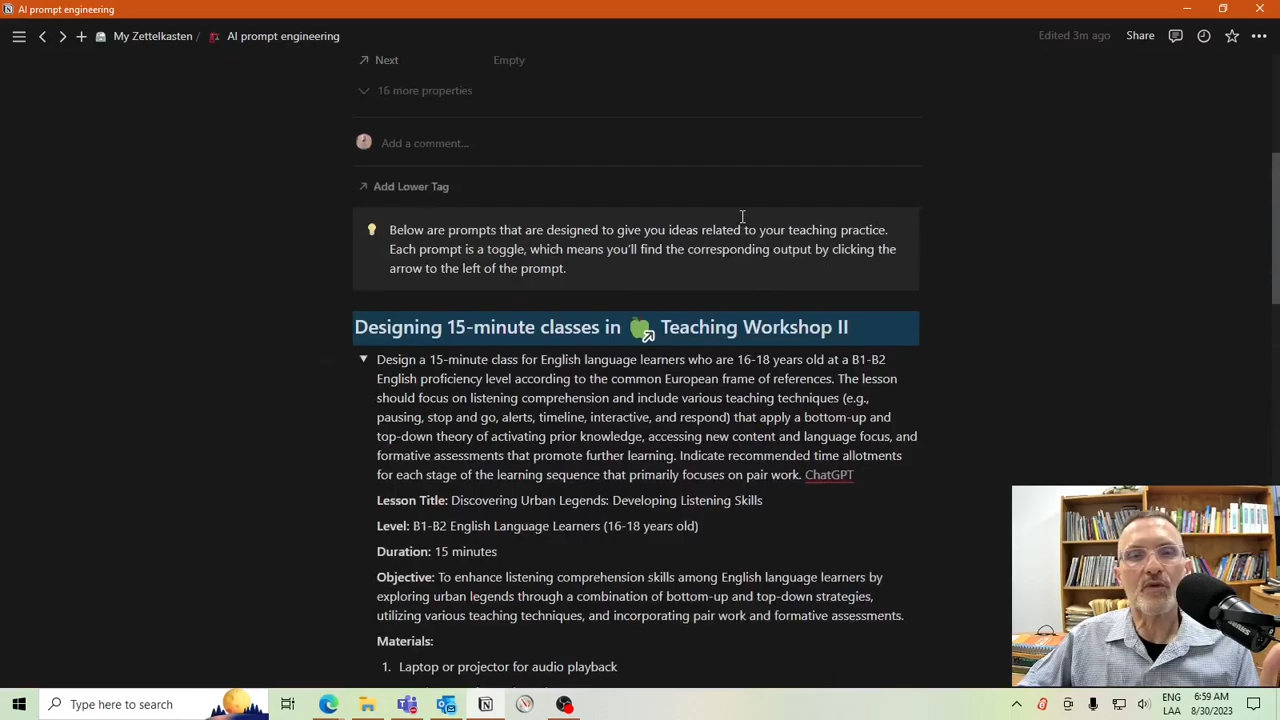 AI prompt engineering
My Zettelkasten / AI prompt engineering
Edited 3m ago Share
Next Empty
16 more properties
Add a comment...
Add Lower Tag
Below are prompts that are designed to give you ideas related to your teaching practice.
Each prompt is a toggle, which means you'll find the corresponding output by clicking the
arrow to the left of the prompt.
Designing 15-minute classes in Teaching Workshop II
Design a 15-minute class for English language learners who are 16-18 years old at a B1-B2
English proficiency level according to the common European frame of references. The lesson
should focus on listening comprehension and include various teaching techniques (e.g.,
pausing, stop and go, alerts, timeline, interactive, and respond) that apply a bottom-up and
top-down theory of activating prior knowledge, accessing new content and language focus, and
formative assessments that promote further learning. Indicate recommended time allotments
for each stage of the learning sequence that primarily focuses on pair work. ChatGPT
Lesson Title: Discovering Urban Legends: Developing Listening Skills
Level: B1-B2 English Language Learners (16-18 years old)
Duration: 15 minutes
Objective: To enhance listening comprehension skills among English language learners by
exploring urban legends through a combination of bottom-up and top-down strategies,
utilizing various teaching techniques, and incorporating pair work and formative assessments.
Materials:
1. Laptop or projector for audio playback
Type here to search
ENG
LAA
6:59 AM
8/30/2023